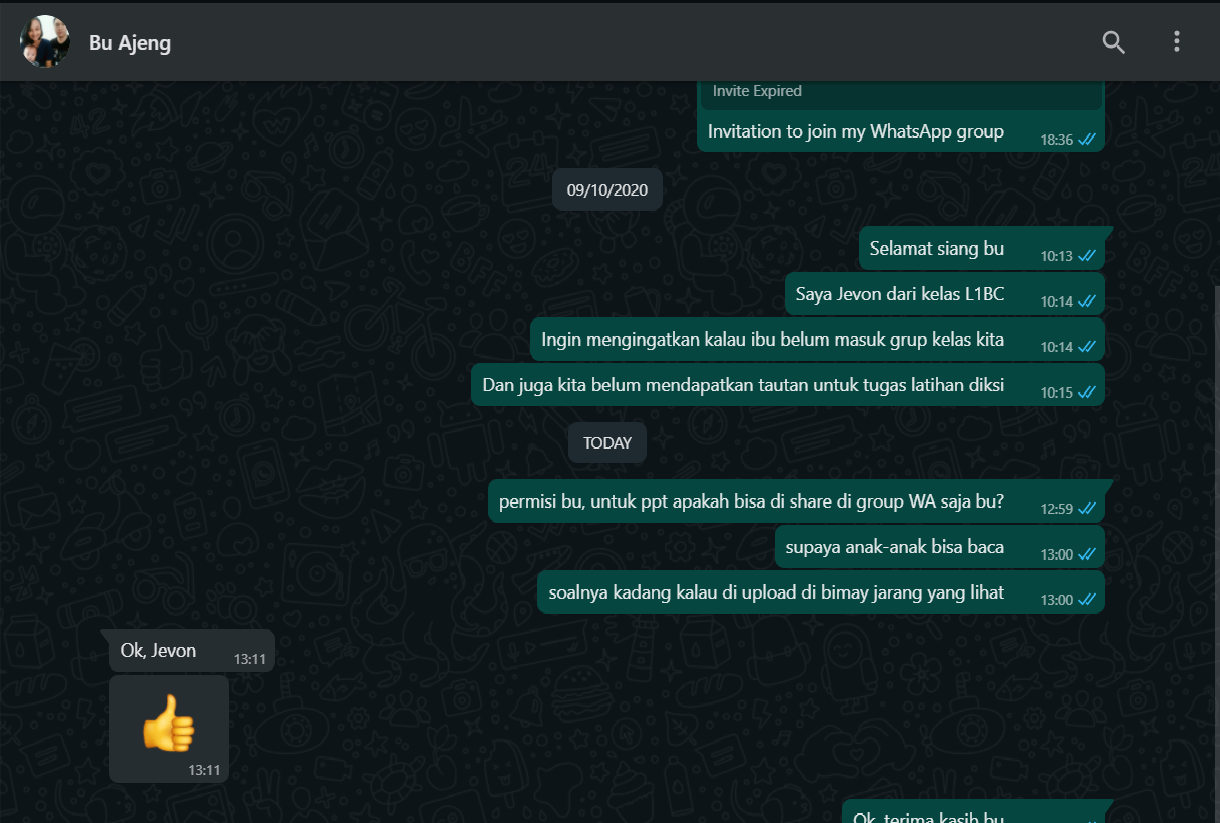 Bu Ajeng
Invite Expired
Invitation to join my WhatsApp group
18:36
09/10/2020
Selamat siang bu
10:13
Saya Jevon dari kelas L1BC
10:14
Ingin mengingatkan kalau ibu belum masuk grup kelas kita
10:14
Dan juga kita belum mendapatkan tautan untuk tugas latihan diksi
10:15
TODAY
permisi bu, untuk ppt apakah bisa di share di group WA saja bu?
12:59
supaya anak-anak bisa baca
13:00
soalnya kadang kalau di upload di bimay jarang yang lihat
13:00
Ok, Jevon
13:11
13:11
Ok, terima kasih bu